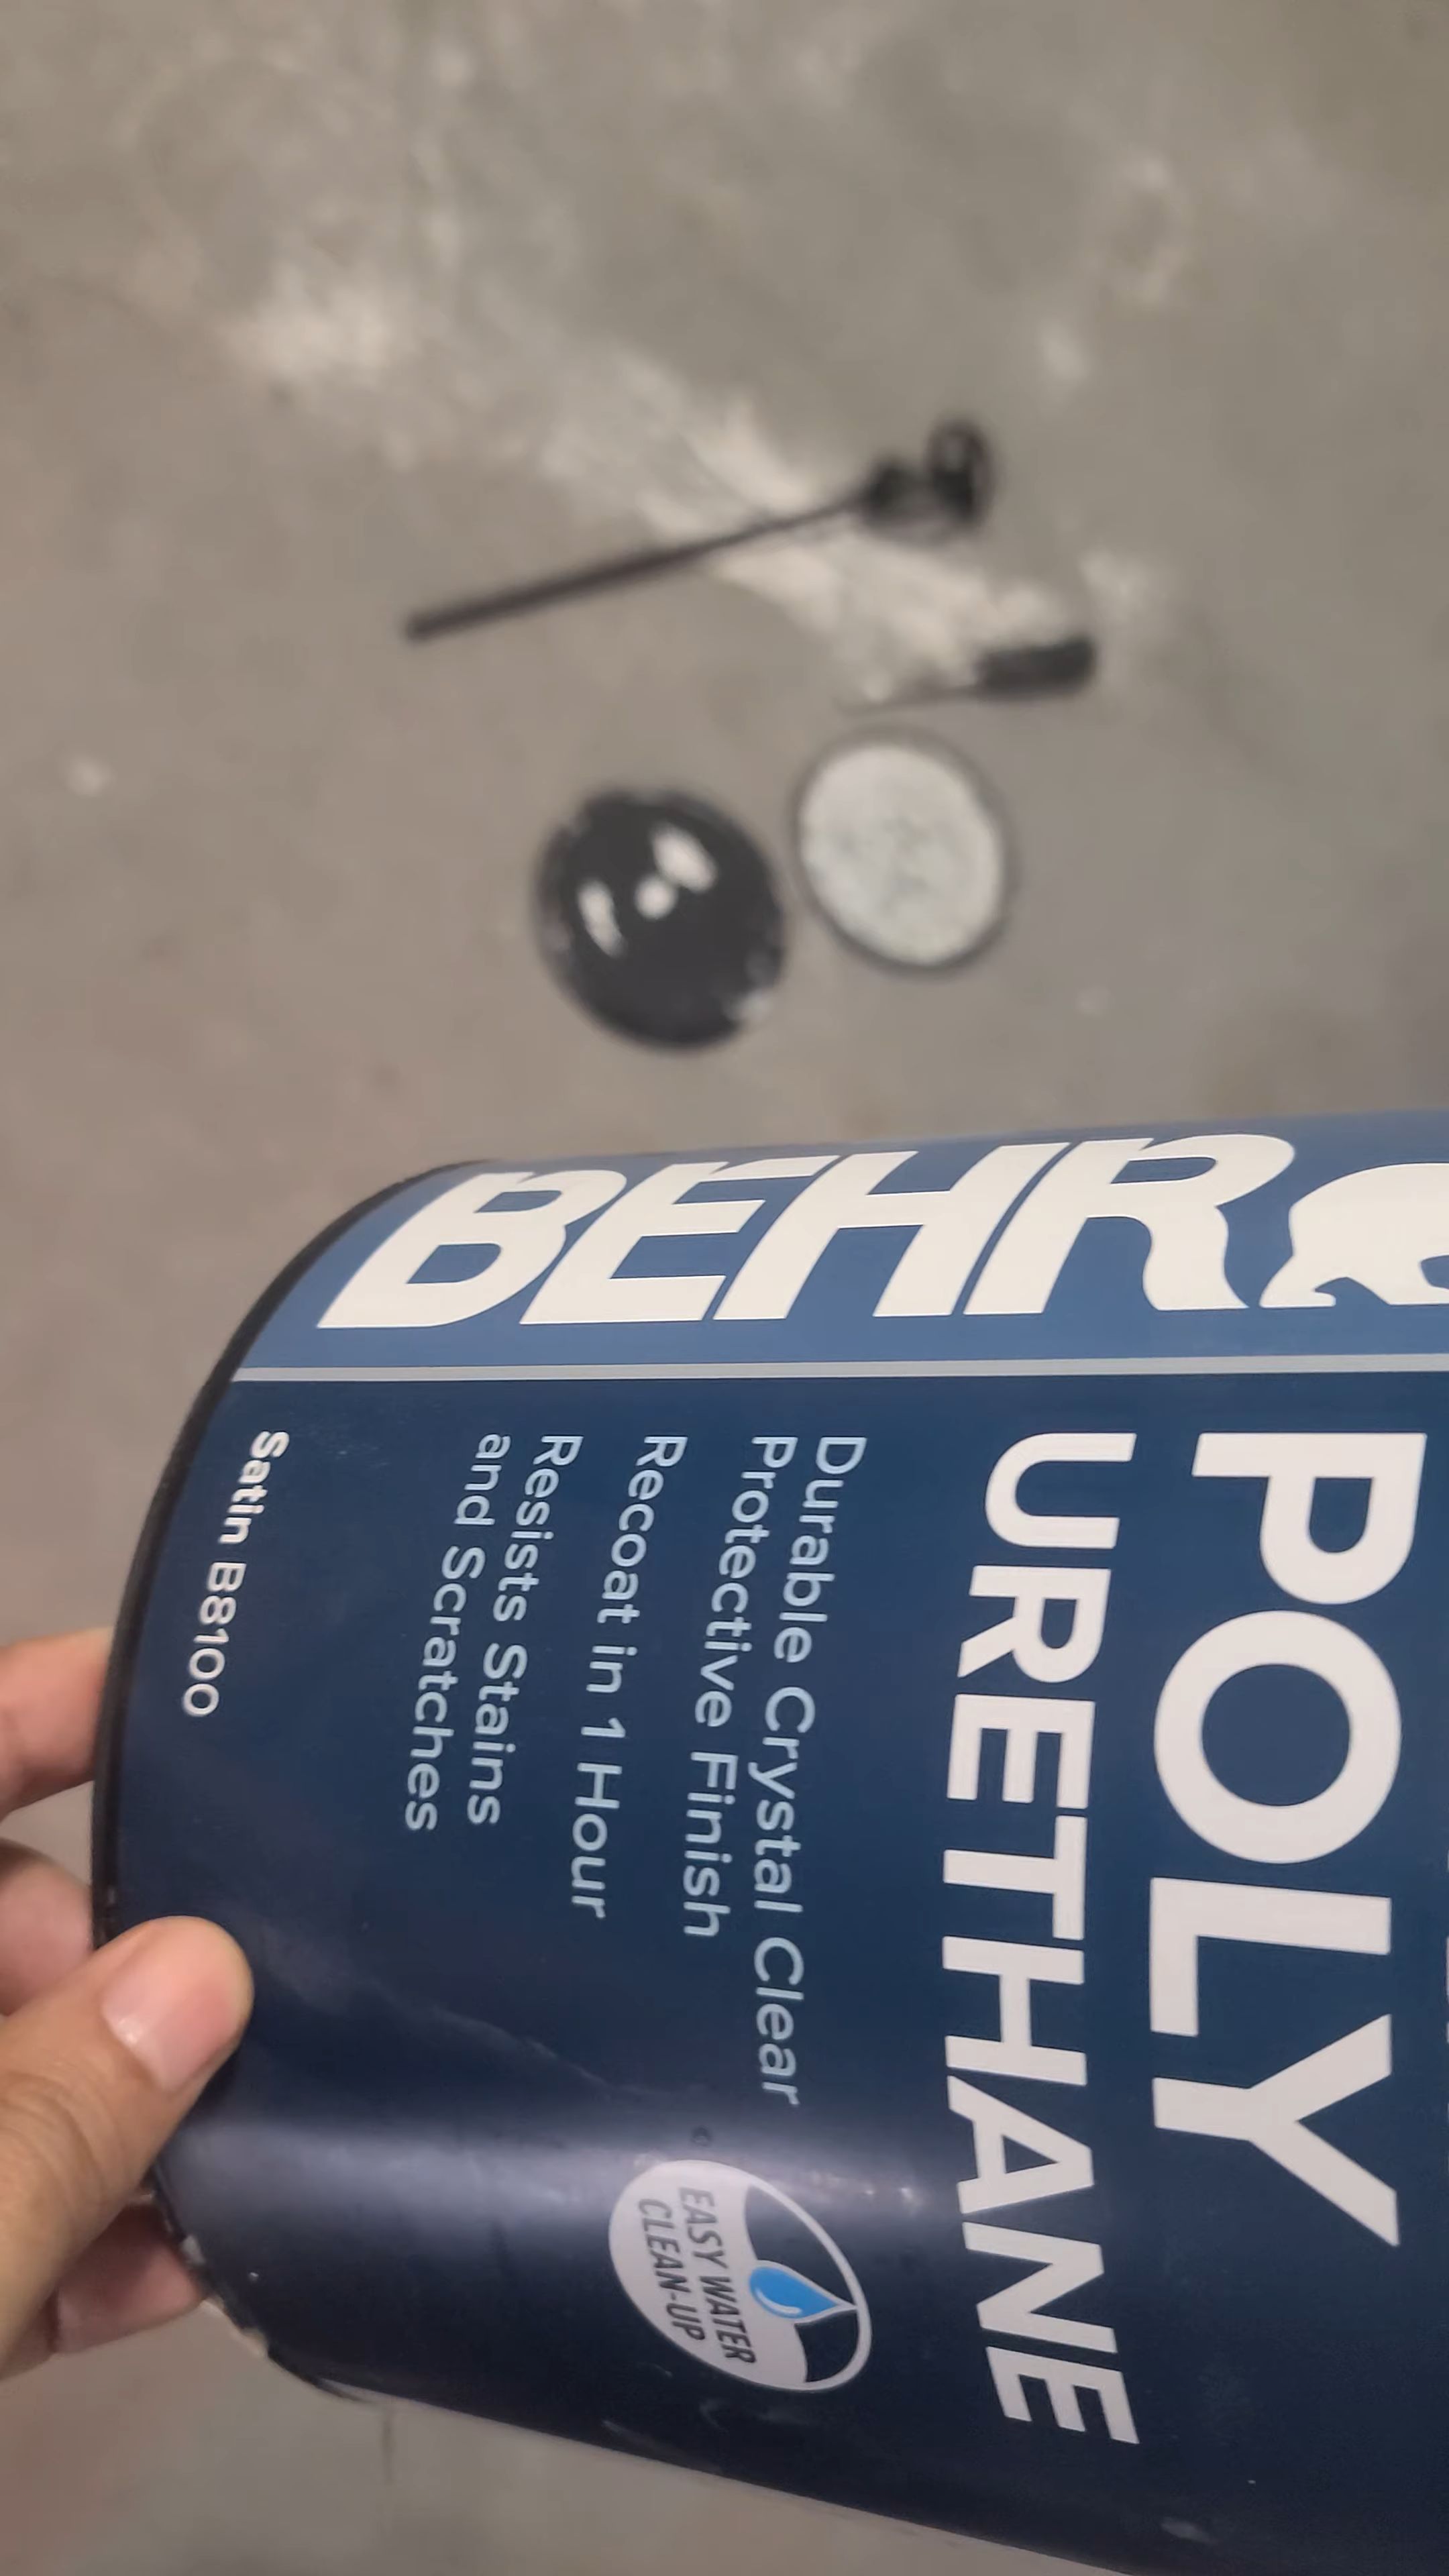 BEHR
POLY
URETHANE
Durable Crystal Clear
Protective Finish
Recoat in 1 Hour
Resists Stains
and Scratches
EASY WATER
CLEAN-UP
Satin B8100